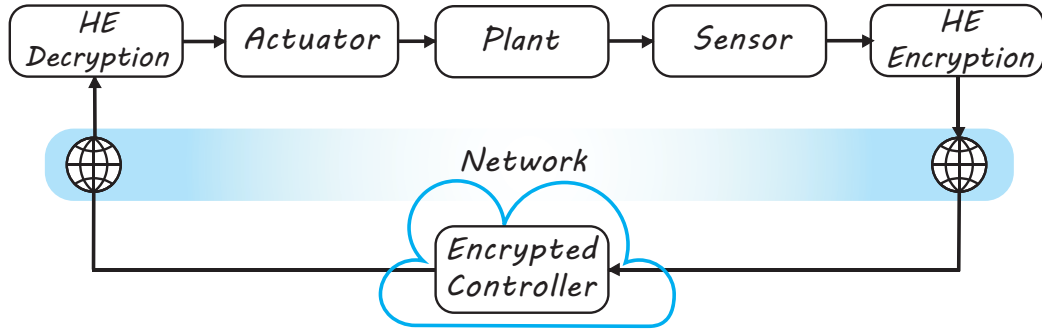 HE
Decryption
Actuator
Plant
Sensor
HE
Encryption
Network
Encrypted
Controller